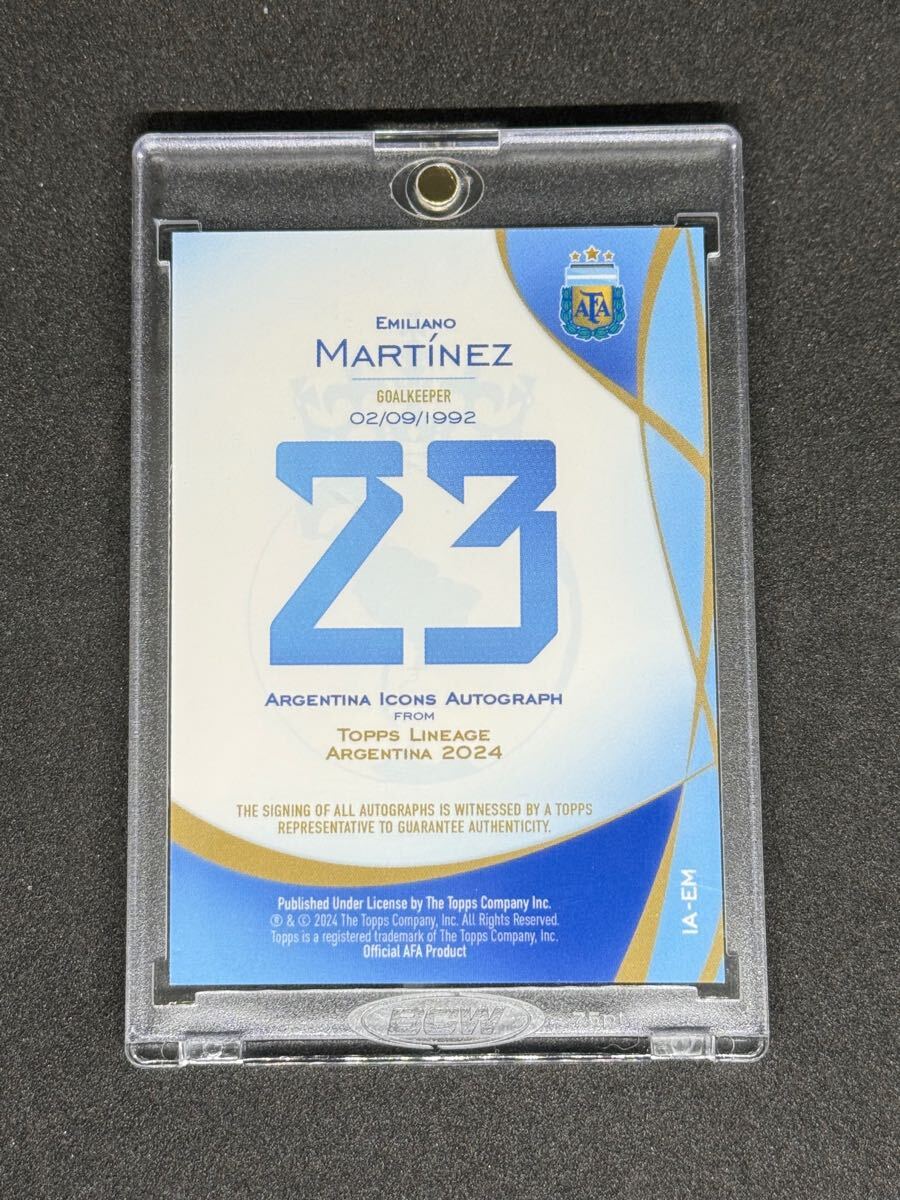 AFA
EMILIANO
MARTÍNEZ
GOALKEEPER
02/09/1992
23
ARGENTINA ICONS AUTOGRAPH
FROM
TOPPS LINEAGE
ARGENTINA 2024
THE SIGNING OF ALL AUTOGRAPHS IS WITNESSED BY A TOPPS
REPRESENTATIVE TO GUARANTEE AUTHENTICITY.
Published Under License by The Topps Company Inc.
® & © 2024 The Topps Company, Inc. All Rights Reserved.
Topps is a registered trademark of The Topps Company, Inc.
Official AFA Product
IA-EM
BCW